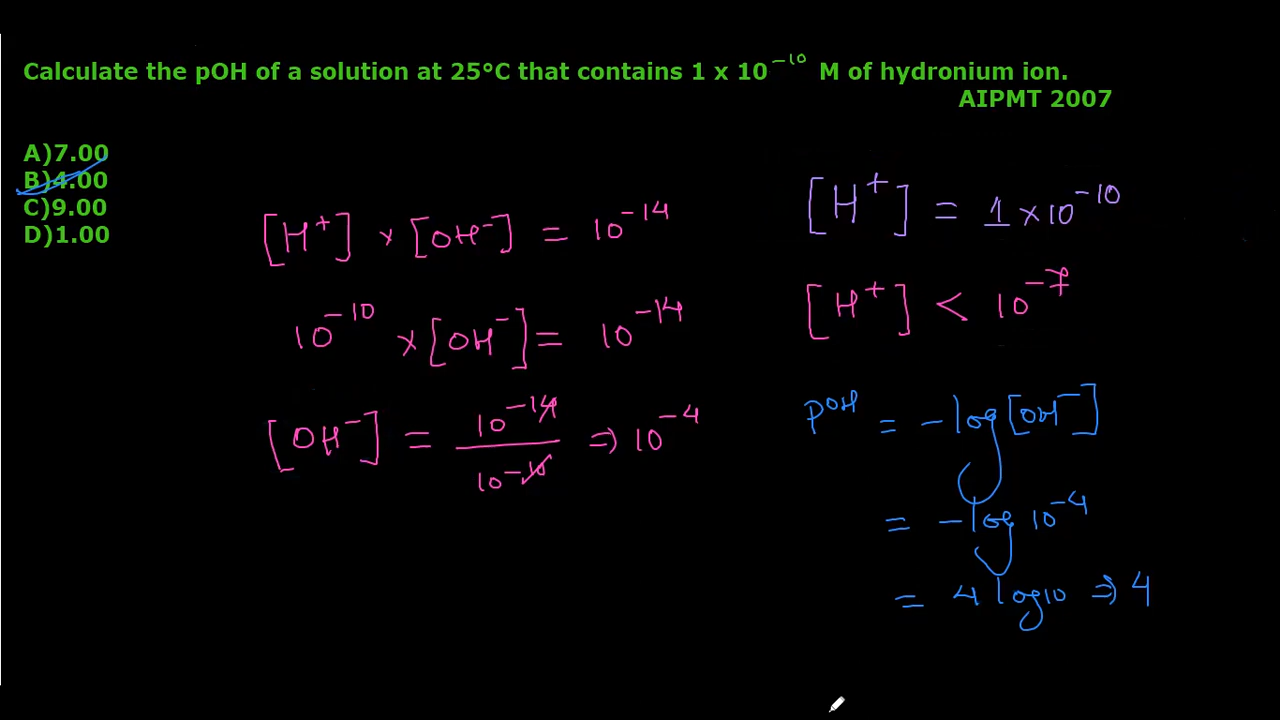 Calculate the pOH of a solution at 25°C that contains 1 x 10⁻¹⁰ M of hydronium ion.
AIPMT 2007
A)7.00
B)4.00
C)9.00
D)1.00
[H⁺] × [OH⁻] = 10⁻¹⁴
10⁻¹⁰ × [OH⁻] = 10⁻¹⁴
[OH⁻] = 10⁻¹⁴ / 10⁻¹⁰ ⇒ 10⁻⁴
[H⁺] = 1 × 10⁻¹⁰
[H⁺] < 10⁻⁷
pOH = -log[OH⁻]
= -log 10⁻⁴
= 4 log10 ⇒ 4